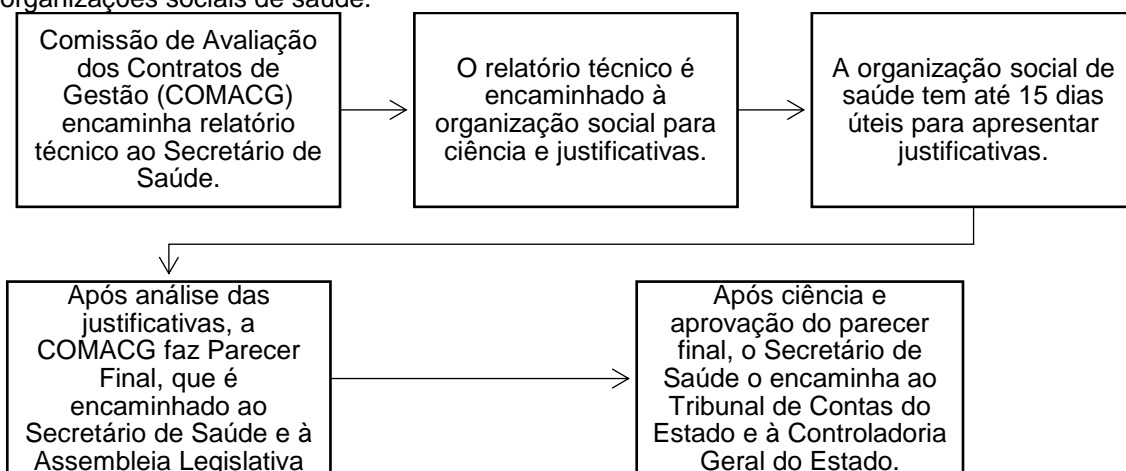 organizações sociais de saúde.
Comissão de Avaliação
dos Contratos de
Gestão (COMACG)
encaminha relatório
técnico ao Secretário de
Saúde.
O relatório técnico é
encaminhado à
organização social para
ciência e justificativas.
A organização social de
saúde tem até 15 dias
úteis para apresentar
justificativas.
Após análise das
justificativas, a
COMACG faz Parecer
Final, que é
encaminhado ao
Secretário de Saúde e à
Assembleia Legislativa
Após ciência e
aprovação do parecer
final, o Secretário de
Saúde o encaminha ao
Tribunal de Contas do
Estado e à Controladoria
Geral do Estado.